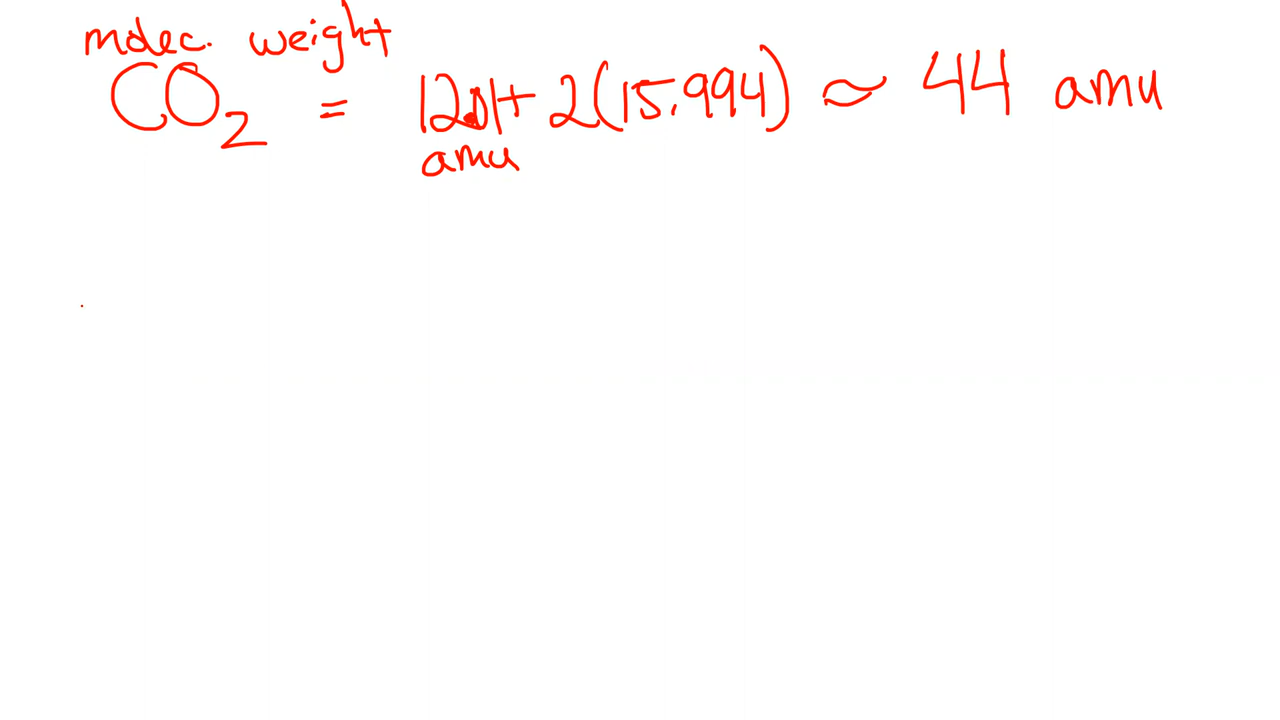 molec. weight
CO₂ = 12.01 + 2(15.994) ≈ 44 amu
amu